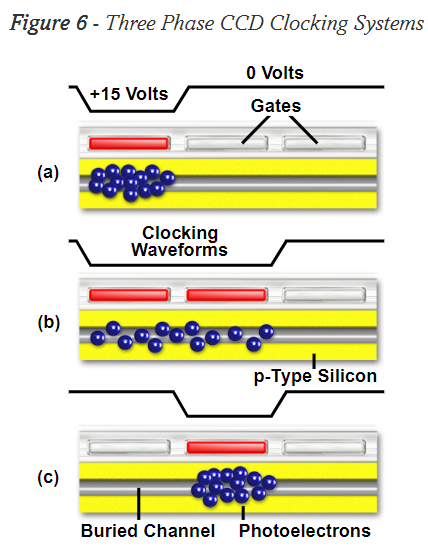 Figure 6 - Three Phase CCD Clocking Systems
0 Volts
+15 Volts
Gates
(a)
Clocking
Waveforms
(b)
p-Type Silicon
(c)
Buried Channel
Photoelectrons